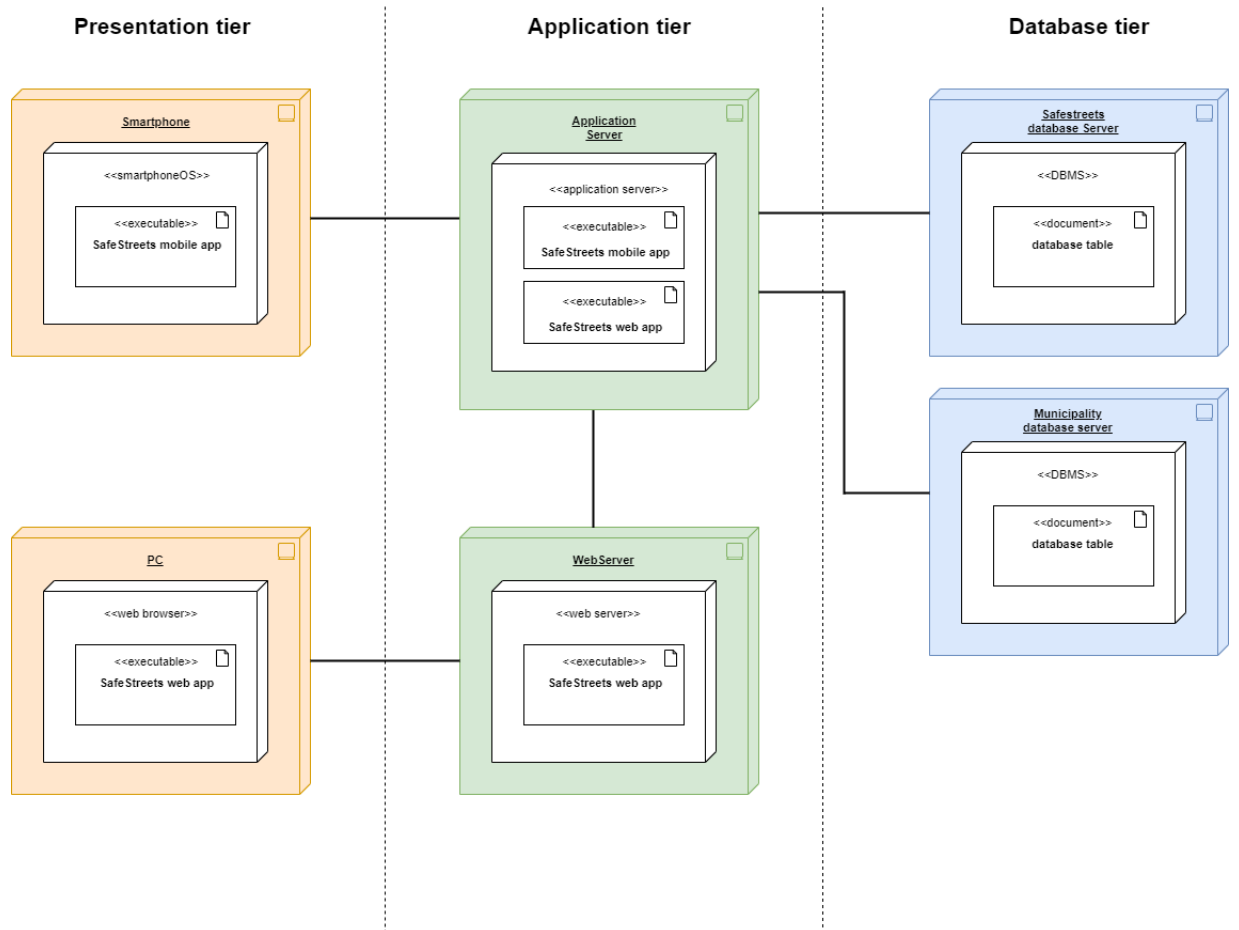 Presentation tier
Application tier
Database tier
Smartphone
<<smartphoneOS>>
<<executable>>
SafeStreets mobile app
Application
Server
<<application server>>
<<executable>>
SafeStreets mobile app
<<executable>>
SafeStreets web app
Safestreets
database Server
<<DBMS>>
<<document>>
database table
Municipality
database server
<<DBMS>>
<<document>>
database table
PC
<<web browser>>
<<executable>>
SafeStreets web app
WebServer
<<web server>>
<<executable>>
SafeStreets web app